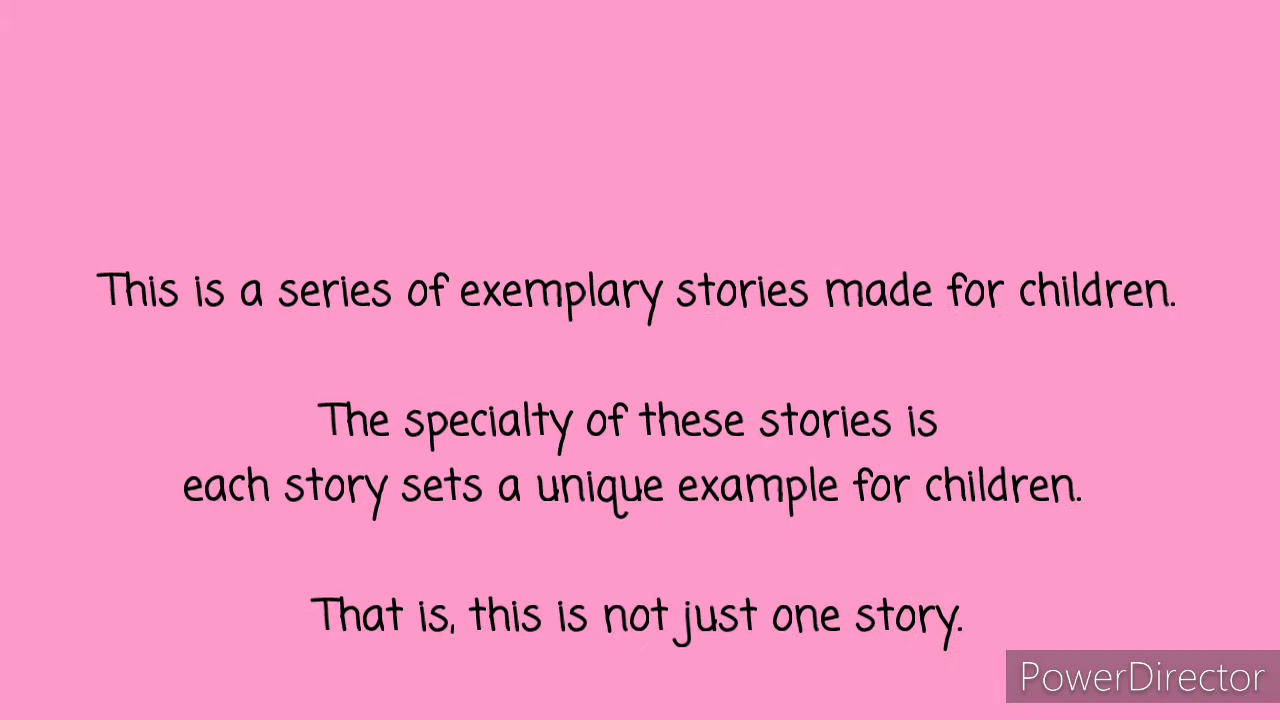 This is a series of exemplary stories made for children.
The specialty of these stories is
each story sets a unique example for children.
That is, this is not just one story.
PowerDirector